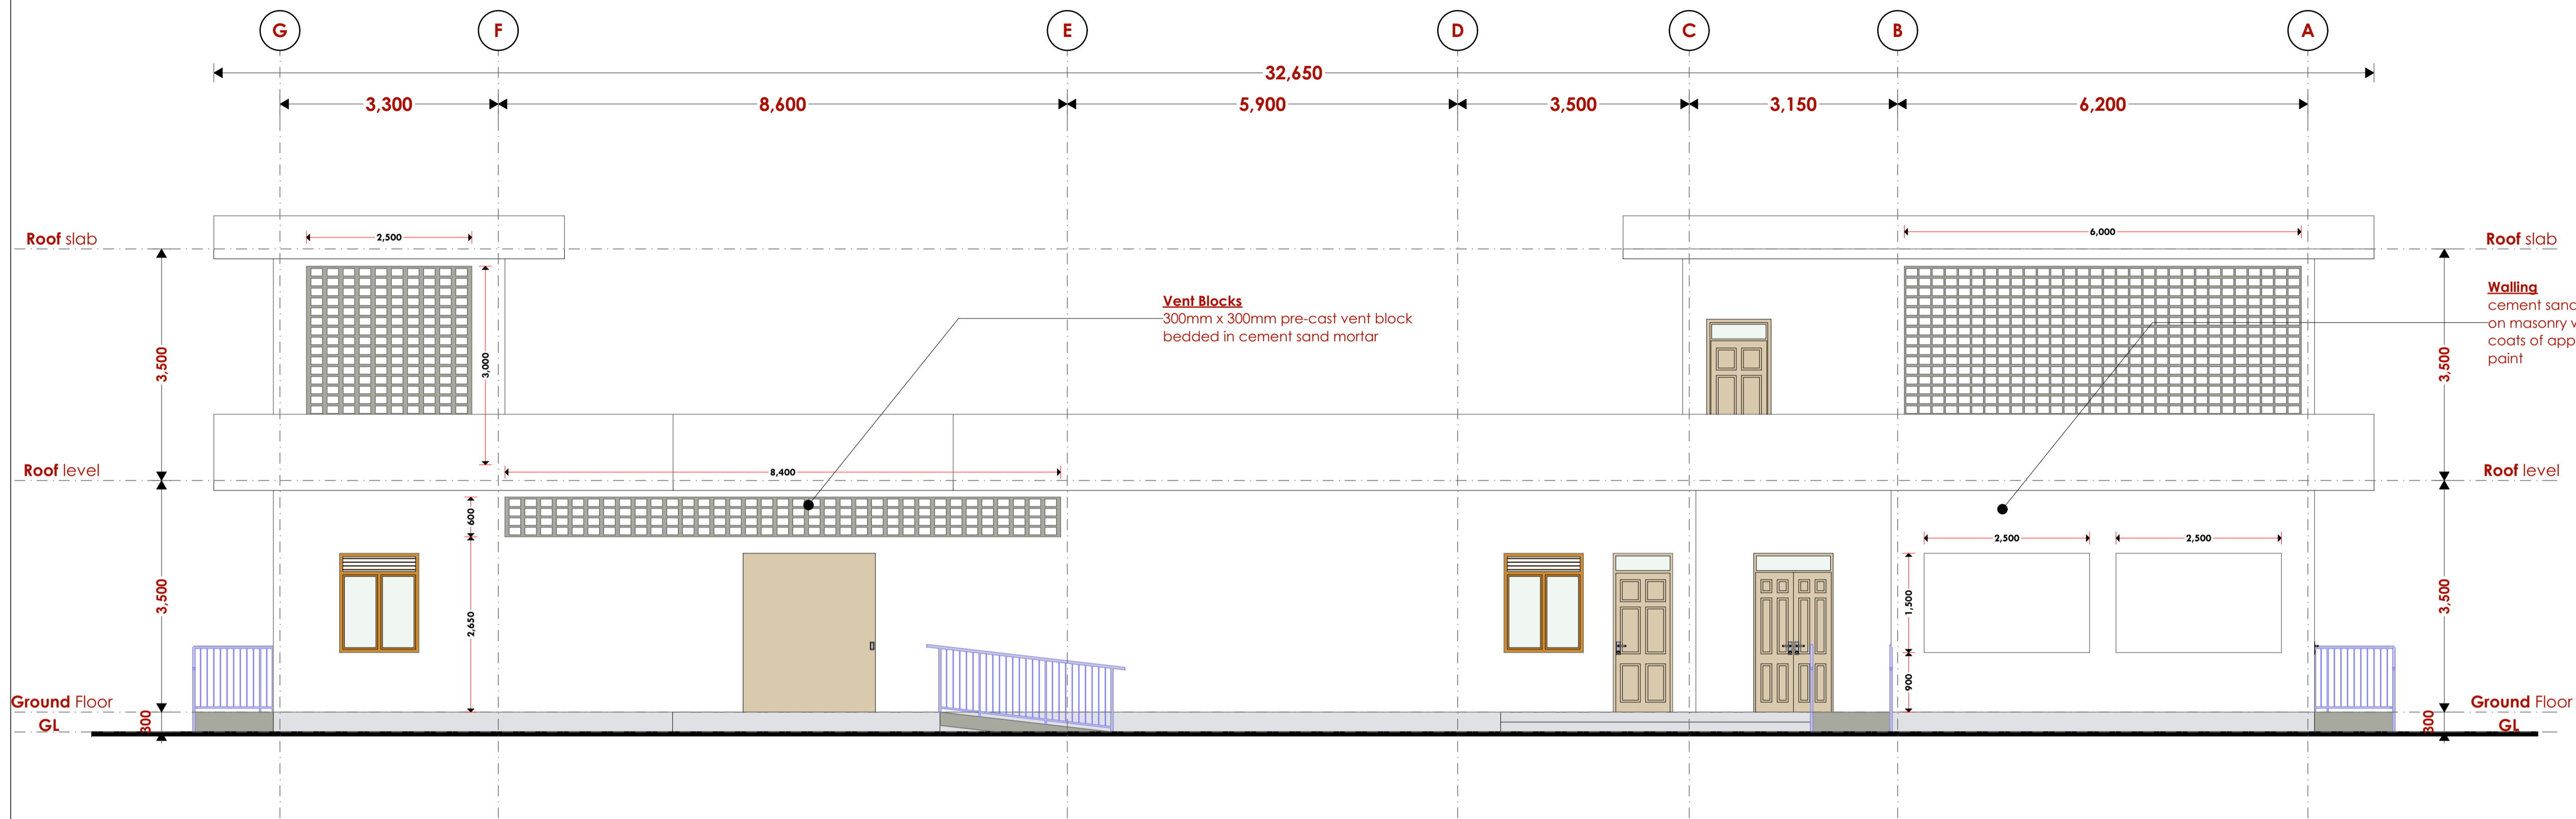 G F E D C B A
32,650
3,300 8,600 5,900 3,500 3,150 6,200
Roof slab
2,500
6,000
Roof slab
Vent Blocks
300mm x 300mm pre-cast vent block
bedded in cement sand mortar
Walling
cement sand
on masonry
coats of app
paint
3,500
3,000
3,500
Roof level
8,400
Roof level
600
2,650
3,500
2,500
2,500
1,500
900
3,500
Ground Floor
GL
300
Ground Floor
GL
300